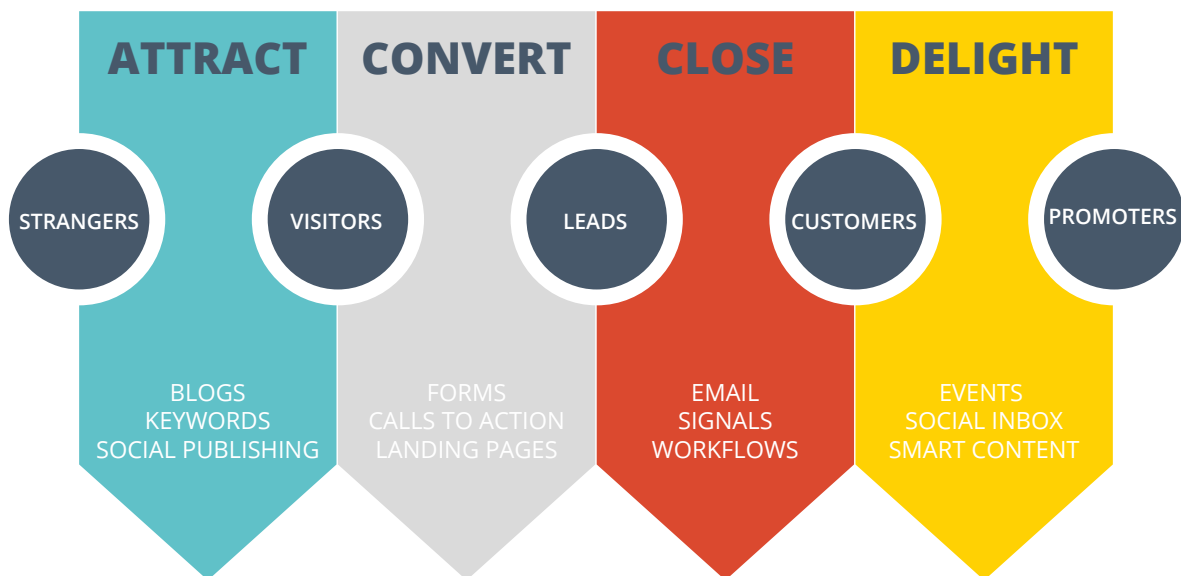 ATTRACT
CONVERT
CLOSE
DELIGHT
STRANGERS
VISITORS
LEADS
CUSTOMERS
PROMOTERS
BLOGS
KEYWORDS
SOCIAL PUBLISHING
FORMS
CALLS TO ACTION
LANDING PAGES
EMAIL
SIGNALS
WORKFLOWS
EVENTS
SOCIAL INBOX
SMART CONTENT